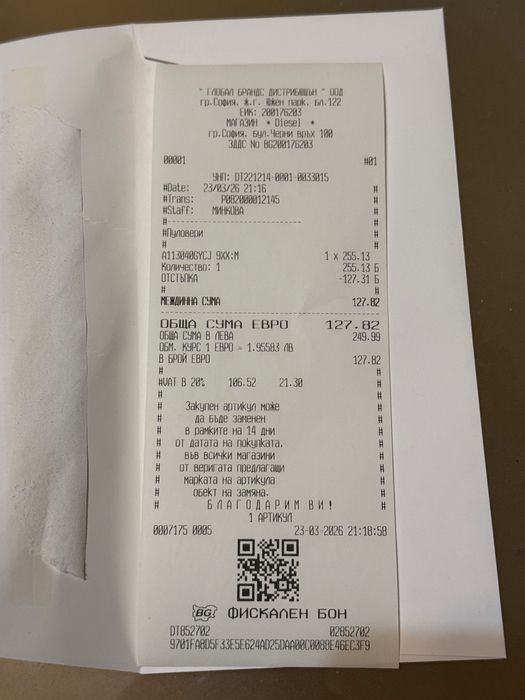 " ГЛОБАЛ БРАНДС ДИСТРИБЮШЪН " ООД
гр.София, ж.г. Южен парк, бл.122
ЕИК: 200176203
МАГАЗИН * Diesel *
гр.София, бул.Черни връх 100
ЗДДС No BG200176203
00001 #01
УНП: DT221214-0001-0033015
#Date: 23/03/26 21:16 #
#Trans: P0B2000012145 #
#Staff: МИНКОВА #
#--------------------------------
#Пуловери #
# #
A113040GYCJ 9XX:M 1 x 255.13
Количество: 1 255.13 Б
ОТСТЪПКА -127.31 Б
# #
МЕЖДИННА СУМА 127.82
ОБЩА СУМА ЕВРО 127.82
ОБЩА СУМА В ЛЕВА 249.99
ОБМ. КУРС 1 ЕВРО = 1.95583 ЛВ
В БРОЙ ЕВРО 127.82
# #
#VAT B 20% 106.52 21.30 #
# #
# Закупен артикул може #
# да бъде заменен #
# в рамките на 14 дни #
# от датата на покупката, #
# във всички магазини #
# от веригата предлагащи #
# марката на артикула #
# обект на замяна. #
# БЛАГОДАРИМ ВИ! #
1 АРТИКУЛ
0007175 0005 23-03-2026 21:18:58
BG ФИСКАЛЕН БОН
DT852702 02852702
9701FA8D5F33E5E624AD25DAA00C0088E46EC3F9